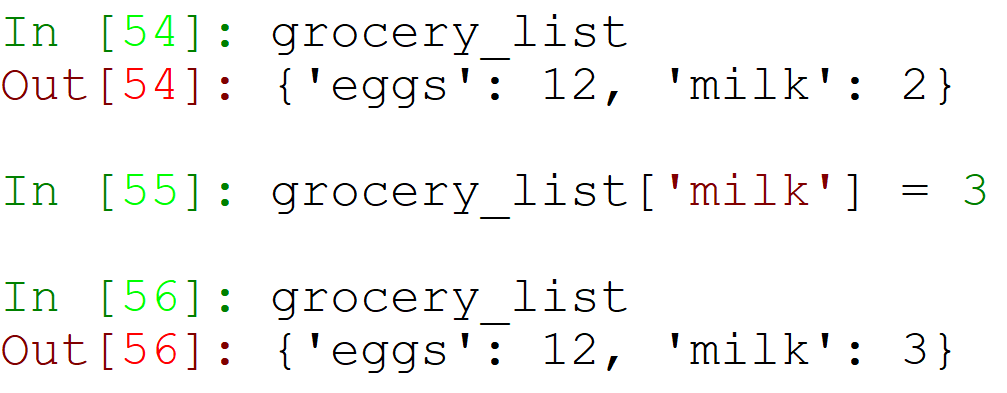 In [54]: grocery_list
Out[54]: {'eggs': 12, 'milk': 2}
In [55]: grocery_list['milk'] = 3
In [56]: grocery_list
Out[56]: {'eggs': 12, 'milk': 3}